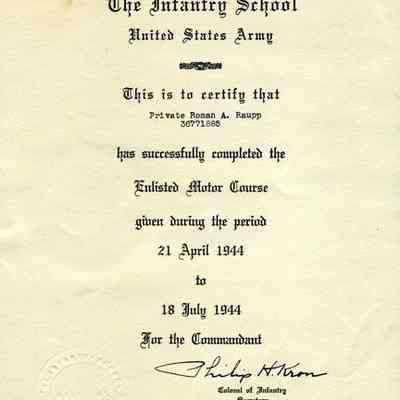 The Infantry School
United States Army
This is to certify that
Private Roman A. Raupp
36771885
has successfully completed the
Enlisted Motor Course
given during the period
21 April 1944
to
18 July 1944
For the Commandant
Philip H. Kron
Colonel of Infantry
Secretary